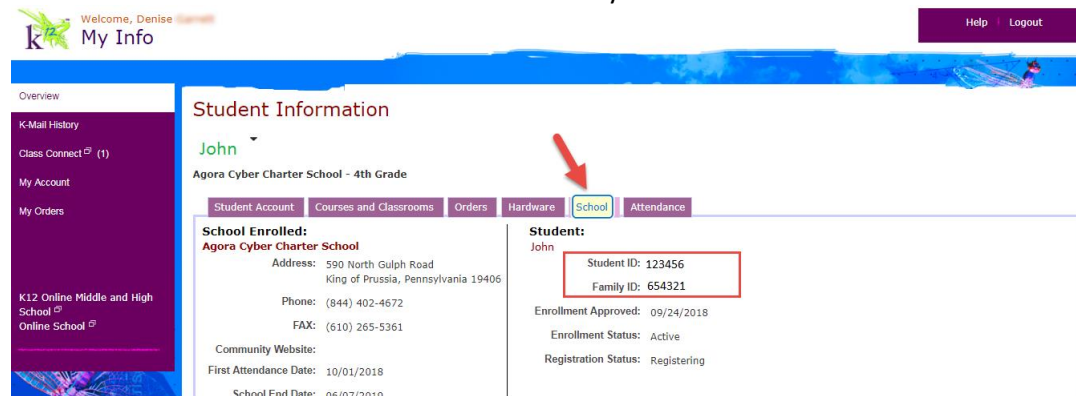 Welcome, Denise
k12 My Info
Help Logout
Overview
K-Mail History
Class Connect (1)
My Account
My Orders
K12 Online Middle and High
School
Online School
Student Information
John
Agora Cyber Charter School - 4th Grade
Student Account Courses and Classrooms Orders Hardware School Attendance
School Enrolled:
Agora Cyber Charter School
Address: 590 North Gulph Road
King of Prussia, Pennsylvania 19406
Phone: (844) 402-4672
FAX: (610) 265-5361
Community Website:
First Attendance Date: 10/01/2018
School End Date: 06/07/2019
Student:
John
Student ID: 123456
Family ID: 654321
Enrollment Approved: 09/24/2018
Enrollment Status: Active
Registration Status: Registering